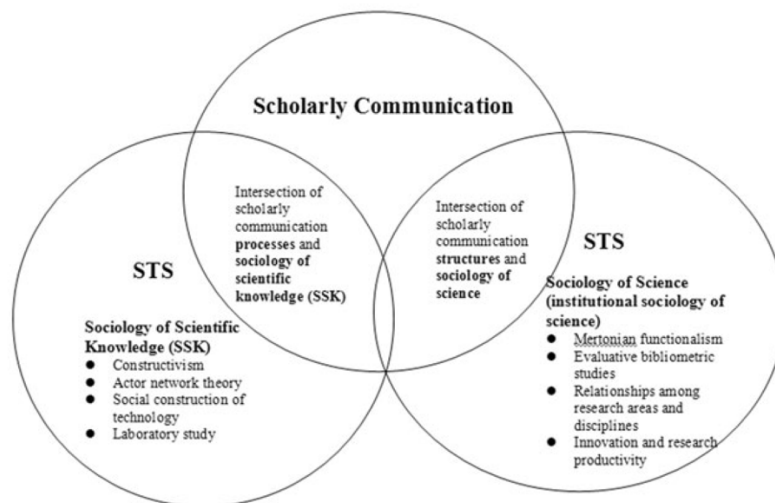 Scholarly Communication
Intersection of
scholarly
communication
processes and
sociology of
scientific
knowledge (SSK)
Intersection of
scholarly
communication
structures and
sociology of
science
STS
Sociology of Scientific
Knowledge (SSK)
● Constructivism
● Actor network theory
● Social construction of
technology
● Laboratory study
STS
Sociology of Science
(institutional sociology of
science)
● Mertonian functionalism
● Evaluative bibliometric
studies
● Relationships among
research areas and
disciplines
● Innovation and research
productivity